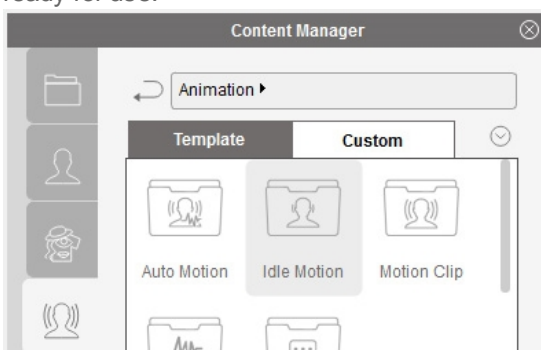 ready for use.
Content Manager
Animation
Template Custom
Auto Motion Idle Motion Motion Clip